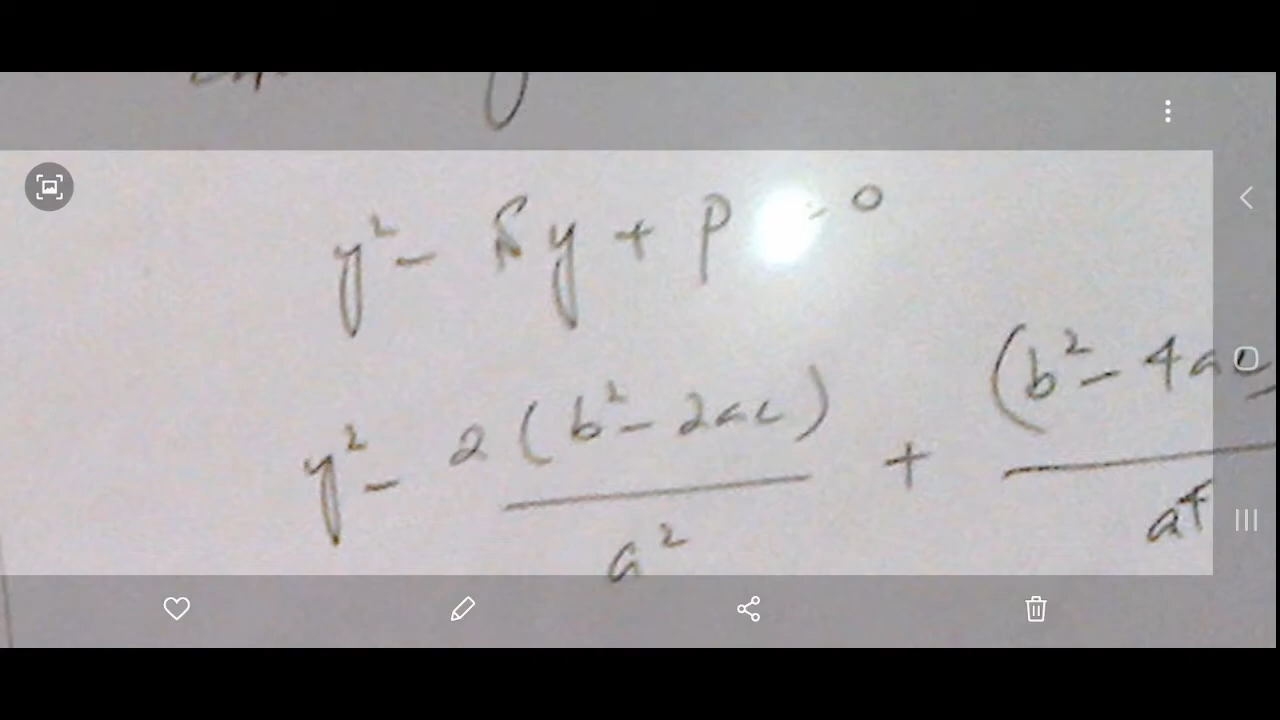 y² - Sy + P = 0
y² - 2(b² - 2ac) / a² + (b² - 4ac / a⁴